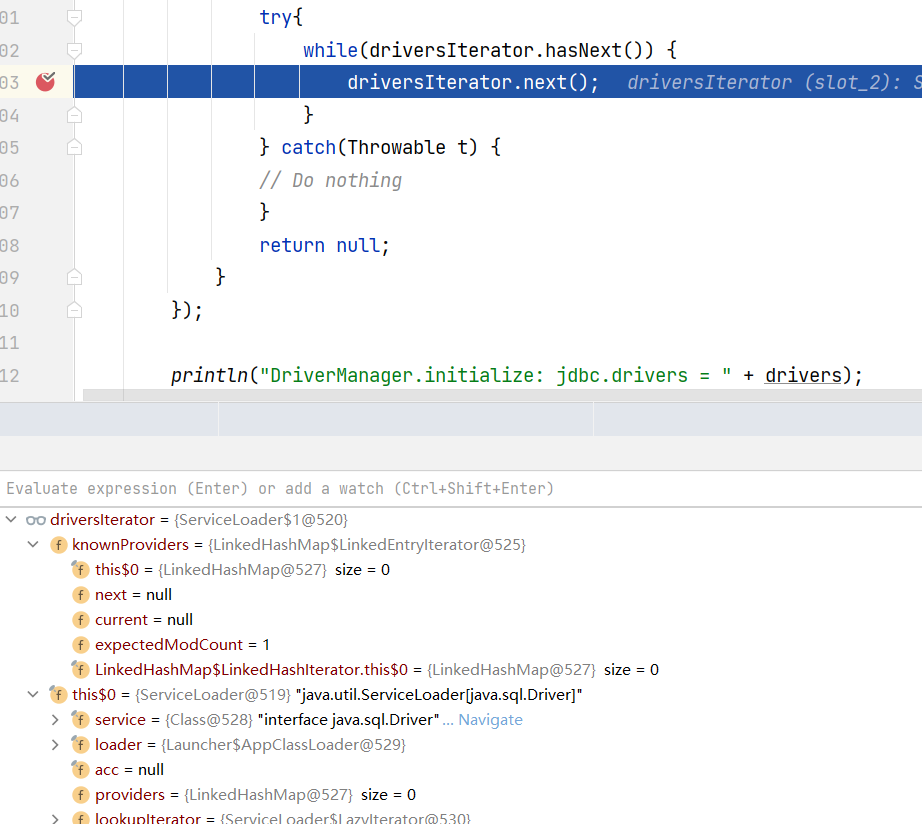 01 try{
02 while(driversIterator.hasNext()) {
03 driversIterator.next(); driversIterator (slot_2): S
04 }
05 } catch(Throwable t) {
06 // Do nothing
07 }
08 return null;
09 }
10 });
11
12 println("DriverManager.initialize: jdbc.drivers = " + drivers);
Evaluate expression (Enter) or add a watch (Ctrl+Shift+Enter)
driversIterator = {ServiceLoader$1@520}
f knownProviders = {LinkedHashMap$LinkedEntryIterator@525}
f this$0 = {LinkedHashMap@527} size = 0
f next = null
f current = null
f expectedModCount = 1
f LinkedHashMap$LinkedHashIterator.this$0 = {LinkedHashMap@527} size = 0
f this$0 = {ServiceLoader@519} "java.util.ServiceLoader[java.sql.Driver]"
f service = {Class@528} "interface java.sql.Driver" ... Navigate
f loader = {Launcher$AppClassLoader@529}
f acc = null
f providers = {LinkedHashMap@527} size = 0
f lookupIterator = {ServiceLoader$LazyIterator@530}